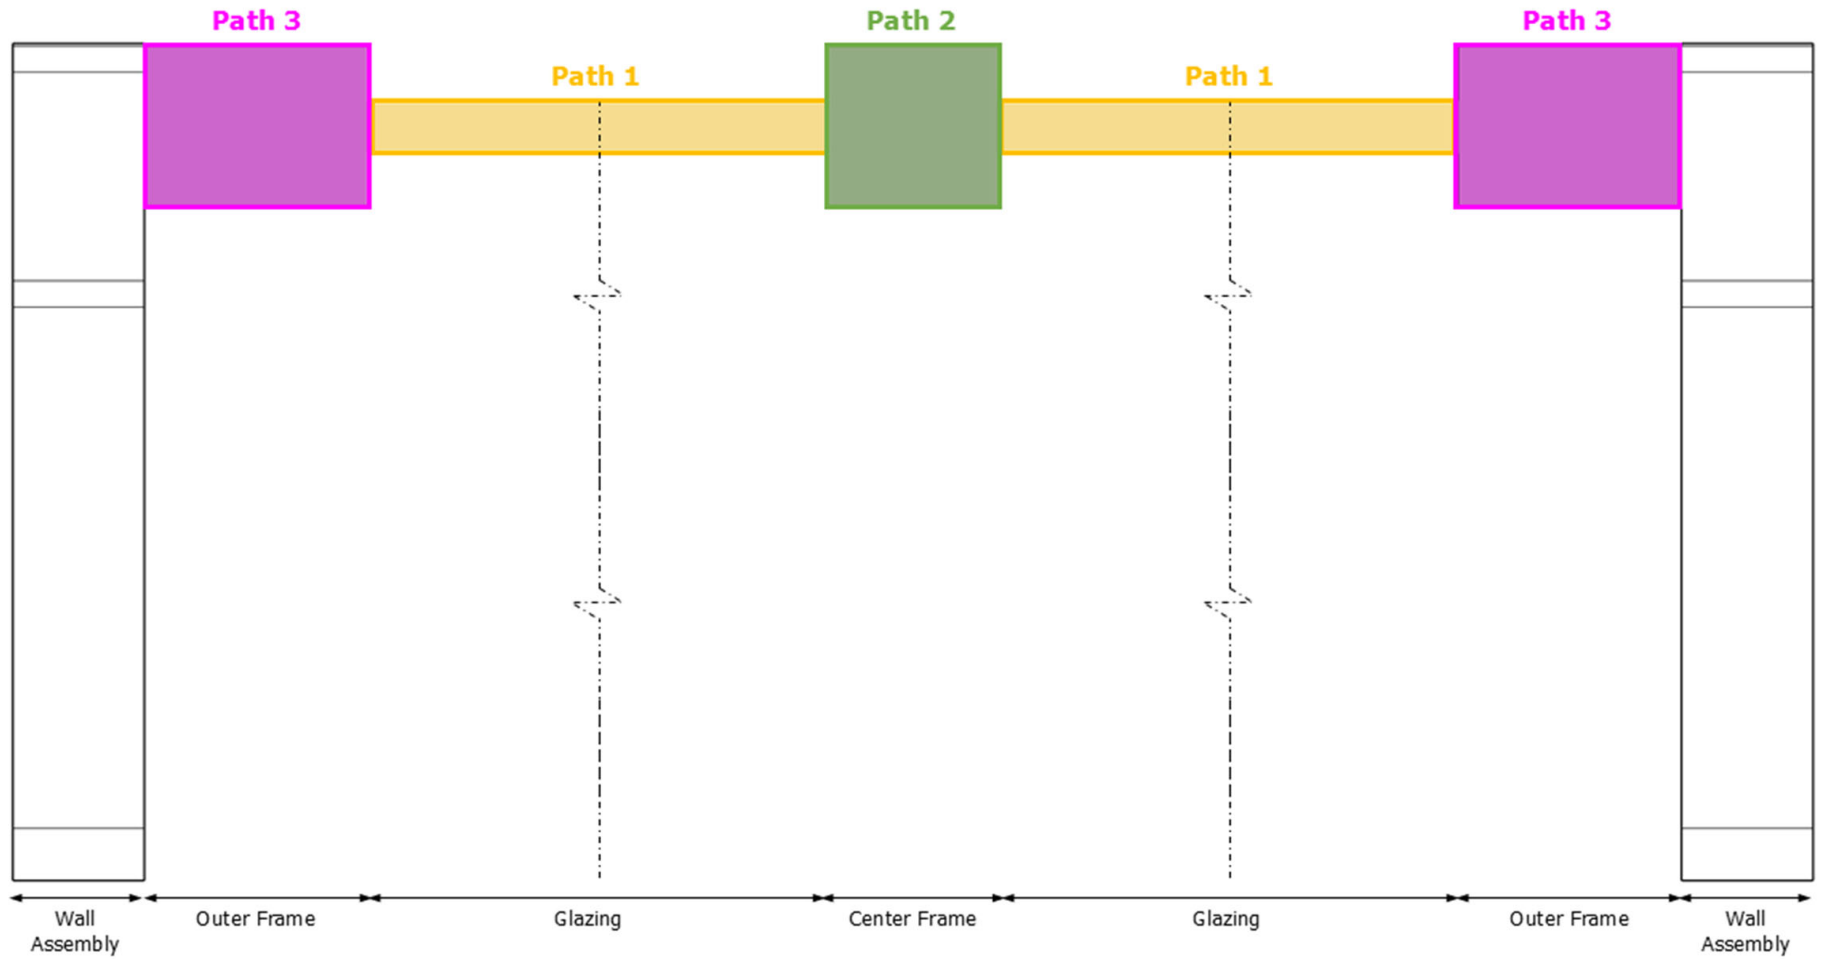 Path 3
Path 2
Path 3
Path 1
Path 1
Wall
Assembly
Outer Frame
Glazing
Center Frame
Glazing
Outer Frame
Wall
Assembly